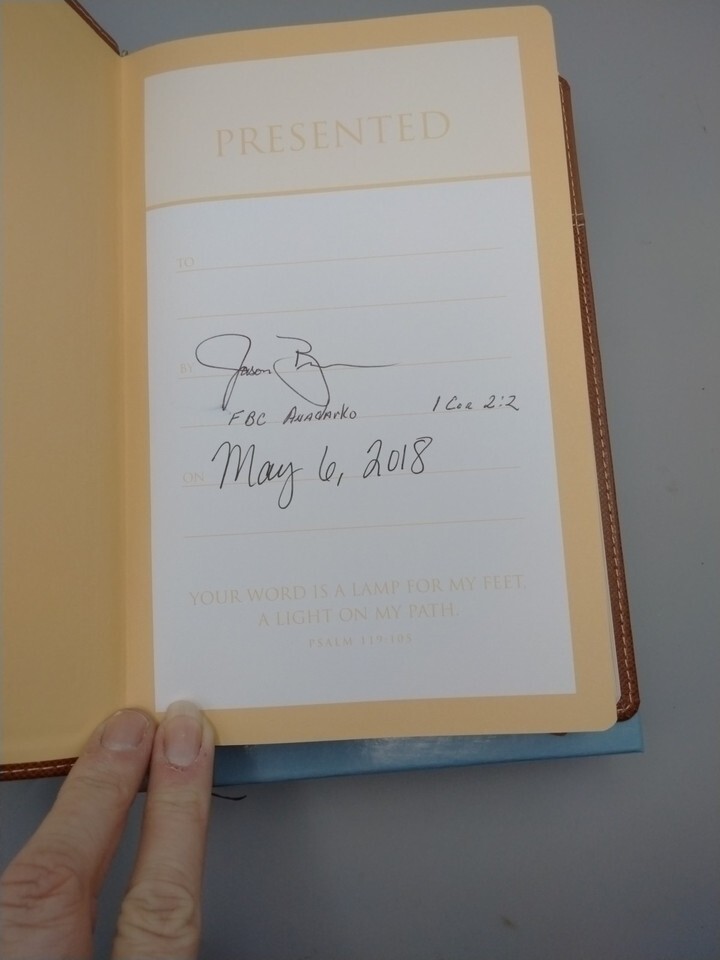 PRESENTED
TO
BY Jason
FBC Anadarko 1 Cor 2:2
ON May 6, 2018
YOUR WORD IS A LAMP FOR MY FEET,
A LIGHT ON MY PATH.
PSALM 119:105